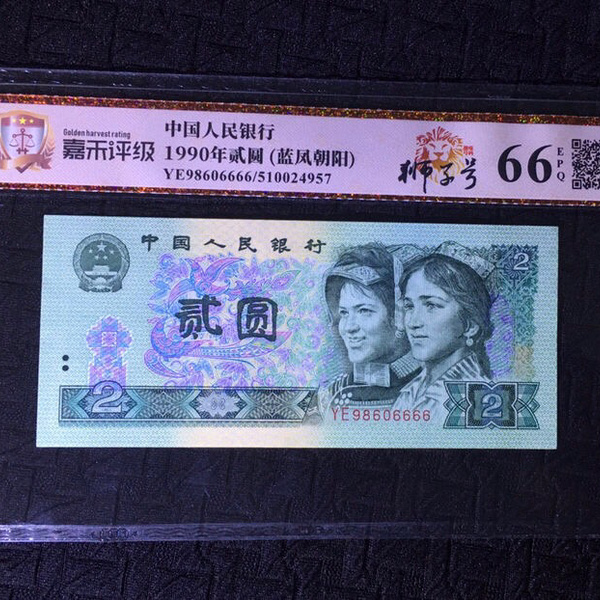 Golden harvest rating
嘉禾评级
中国人民银行
1990年贰圆 (蓝凤朝阳)
YE98606666/510024957
狮子号
66
EPQ
中国人民银行
2
贰圆
2
YE98606666
2